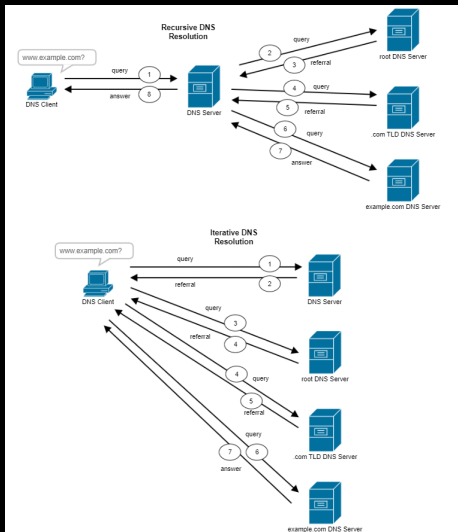 Recursive DNS
Resolution
www.example.com?
query
1
answer
8
DNS Client
DNS Server
2
query
3
referral
root DNS Server
4
query
5
referral
.com TLD DNS Server
6
query
7
answer
example.com DNS Server
Iterative DNS
Resolution
www.example.com?
query
1
referral
2
DNS Client
DNS Server
query
3
referral
4
root DNS Server
4
query
5
referral
.com TLD DNS Server
7
6
query
answer
example.com DNS Server